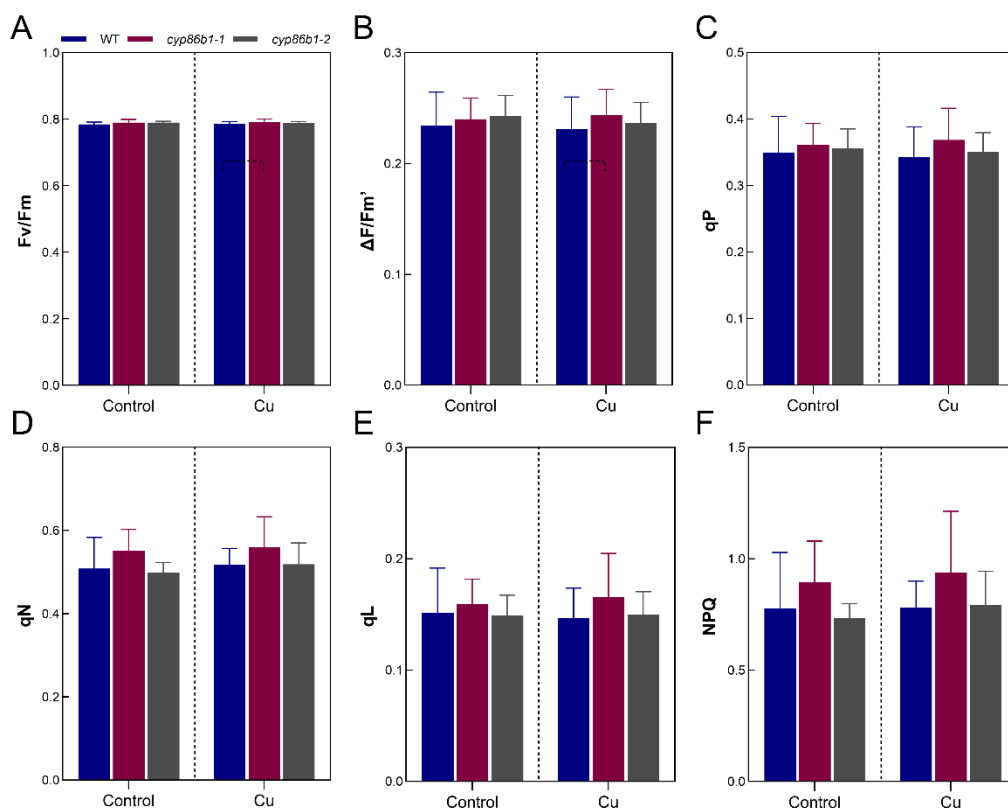 A
WT cyp86b1-1 cyp86b1-2
1.0
0.8
0.6
0.4
0.2
0.0
Fv/Fm
Control Cu
B
0.3
0.2
0.1
0.0
ΔF/Fm'
Control Cu
C
0.5
0.4
0.3
0.2
0.1
0.0
qP
Control Cu
D
0.8
0.6
0.4
0.2
0.0
qN
Control Cu
E
0.3
0.2
0.1
0.0
qL
Control Cu
F
1.5
1.0
0.5
0.0
NPQ
Control Cu